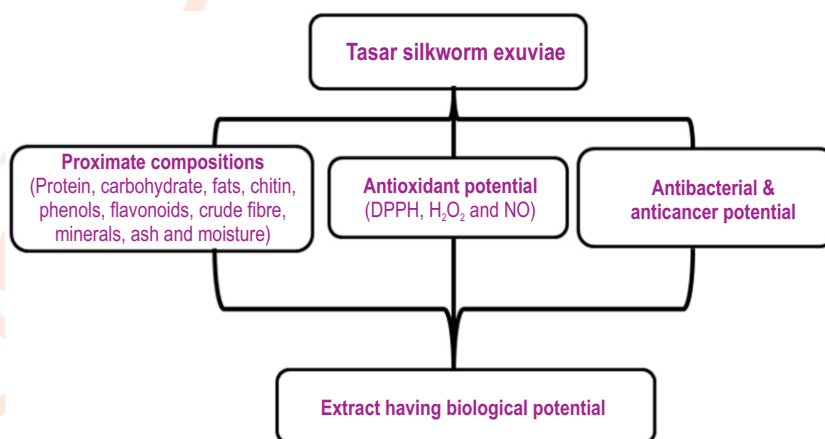 Tasar silkworm exuviae
Proximate compositions
(Protein, carbohydrate, fats, chitin,
phenols, flavonoids, crude fibre,
minerals, ash and moisture)
Antioxidant potential
(DPPH, H₂O₂ and NO)
Antibacterial &
anticancer potential
Extract having biological potential